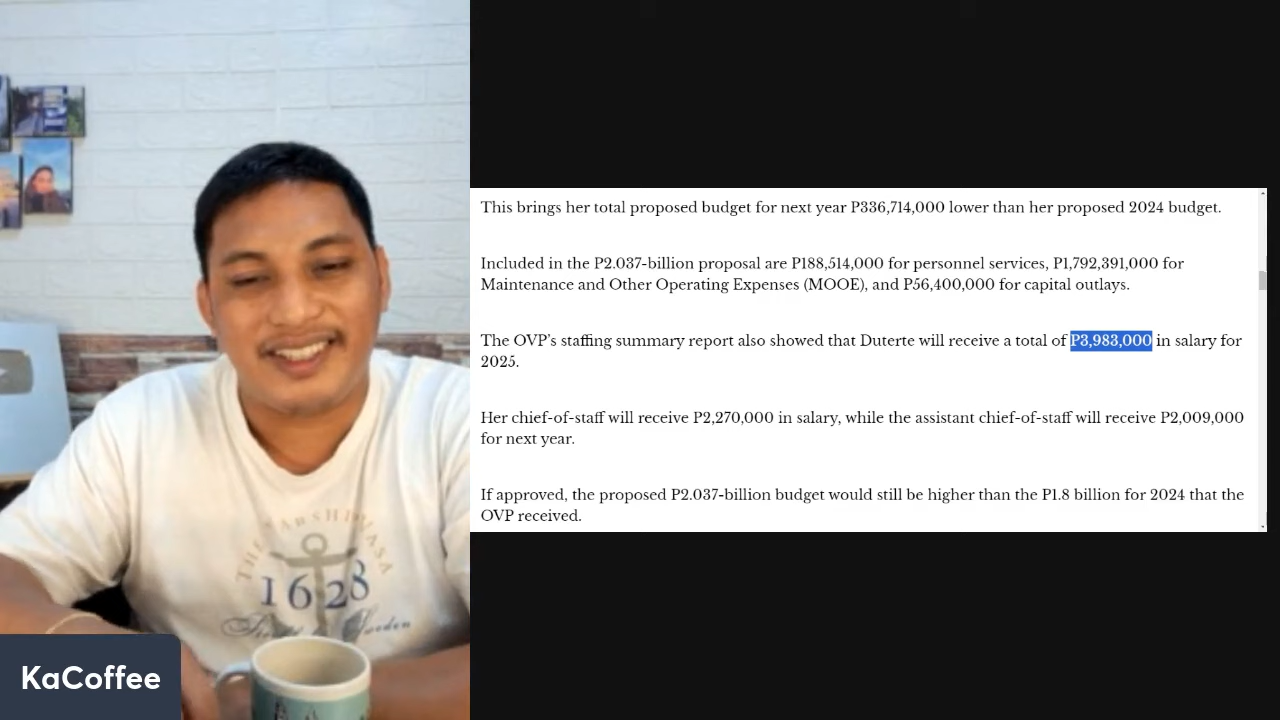 This brings her total proposed budget for next year P336,714,000 lower than her proposed 2024 budget.
Included in the P2.037-billion proposal are P188,514,000 for personnel services, P1,792,391,000 for
Maintenance and Other Operating Expenses (MOOE), and P56,400,000 for capital outlays.
The OVP's staffing summary report also showed that Duterte will receive a total of P3,983,000 in salary for
2025.
Her chief-of-staff will receive P2,270,000 in salary, while the assistant chief-of-staff will receive P2,009,000
for next year.
If approved, the proposed P2.037-billion budget would still be higher than the P1.8 billion for 2024 that the
OVP received.
THE
1628
KaCoffee